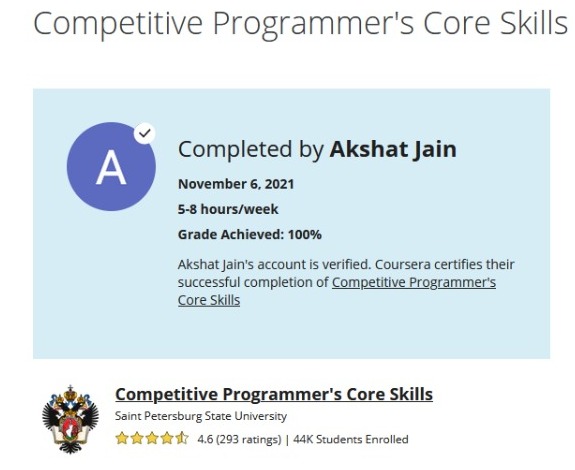 Competitive Programmer's Core Skills
A
Completed by Akshat Jain
November 6, 2021
5-8 hours/week
Grade Achieved: 100%
Akshat Jain's account is verified. Coursera certifies their
successful completion of Competitive Programmer's
Core Skills
Competitive Programmer's Core Skills
Saint Petersburg State University
4.6 (293 ratings) | 44K Students Enrolled